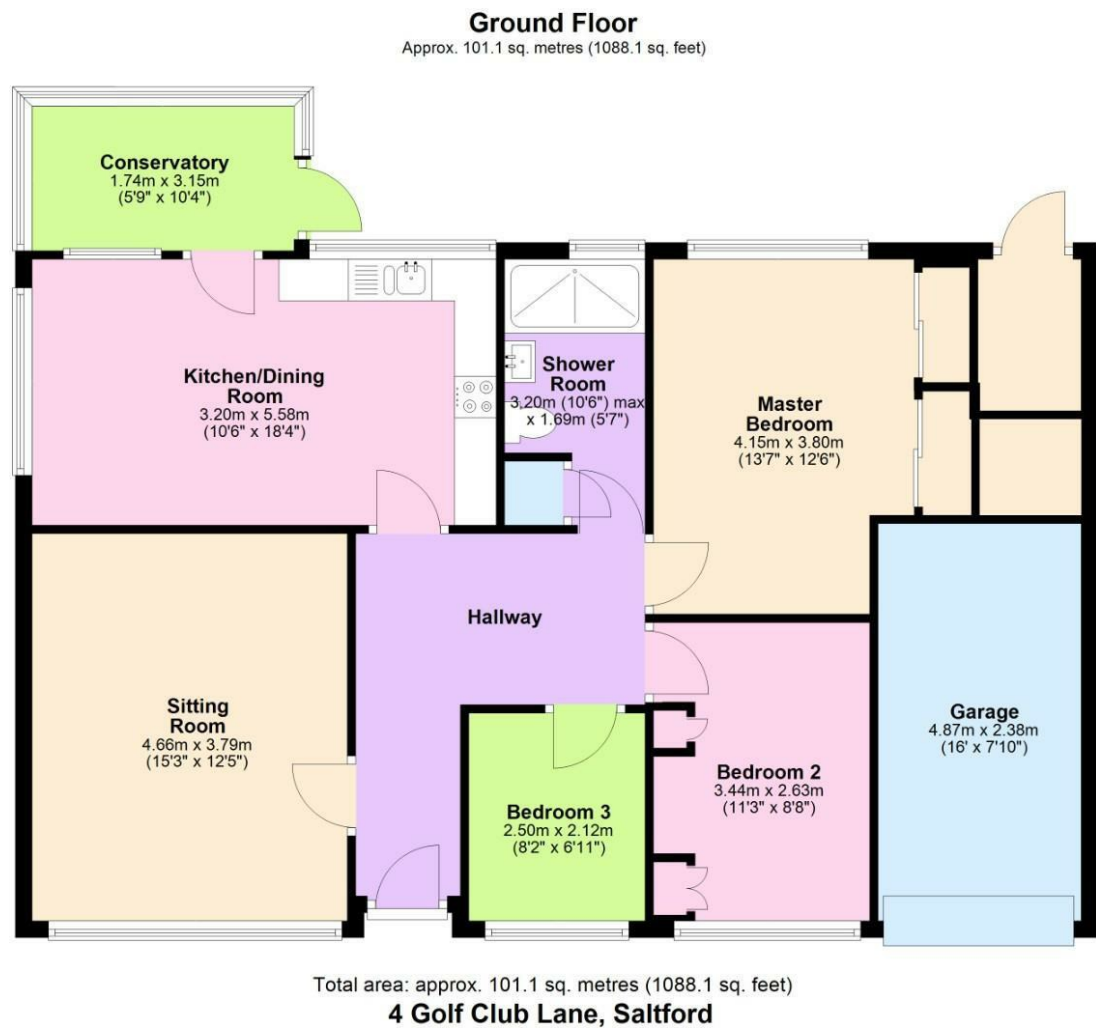 Ground Floor
Approx. 101.1 sq. metres (1088.1 sq. feet)
Conservatory
1.74m x 3.15m
(5'9" x 10'4")
Kitchen/Dining
Room
3.20m x 5.58m
(10'6" x 18'4")
Shower
Room
3.20m (10'6") max
x 1.69m (5'7")
Master
Bedroom
4.15m x 3.80m
(13'7" x 12'6")
Hallway
Sitting
Room
4.66m x 3.79m
(15'3" x 12'5")
Bedroom 3
2.50m x 2.12m
(8'2" x 6'11")
Bedroom 2
3.44m x 2.63m
(11'3" x 8'8")
Garage
4.87m x 2.38m
(16' x 7'10")
Total area: approx. 101.1 sq. metres (1088.1 sq. feet)
4 Golf Club Lane, Saltford